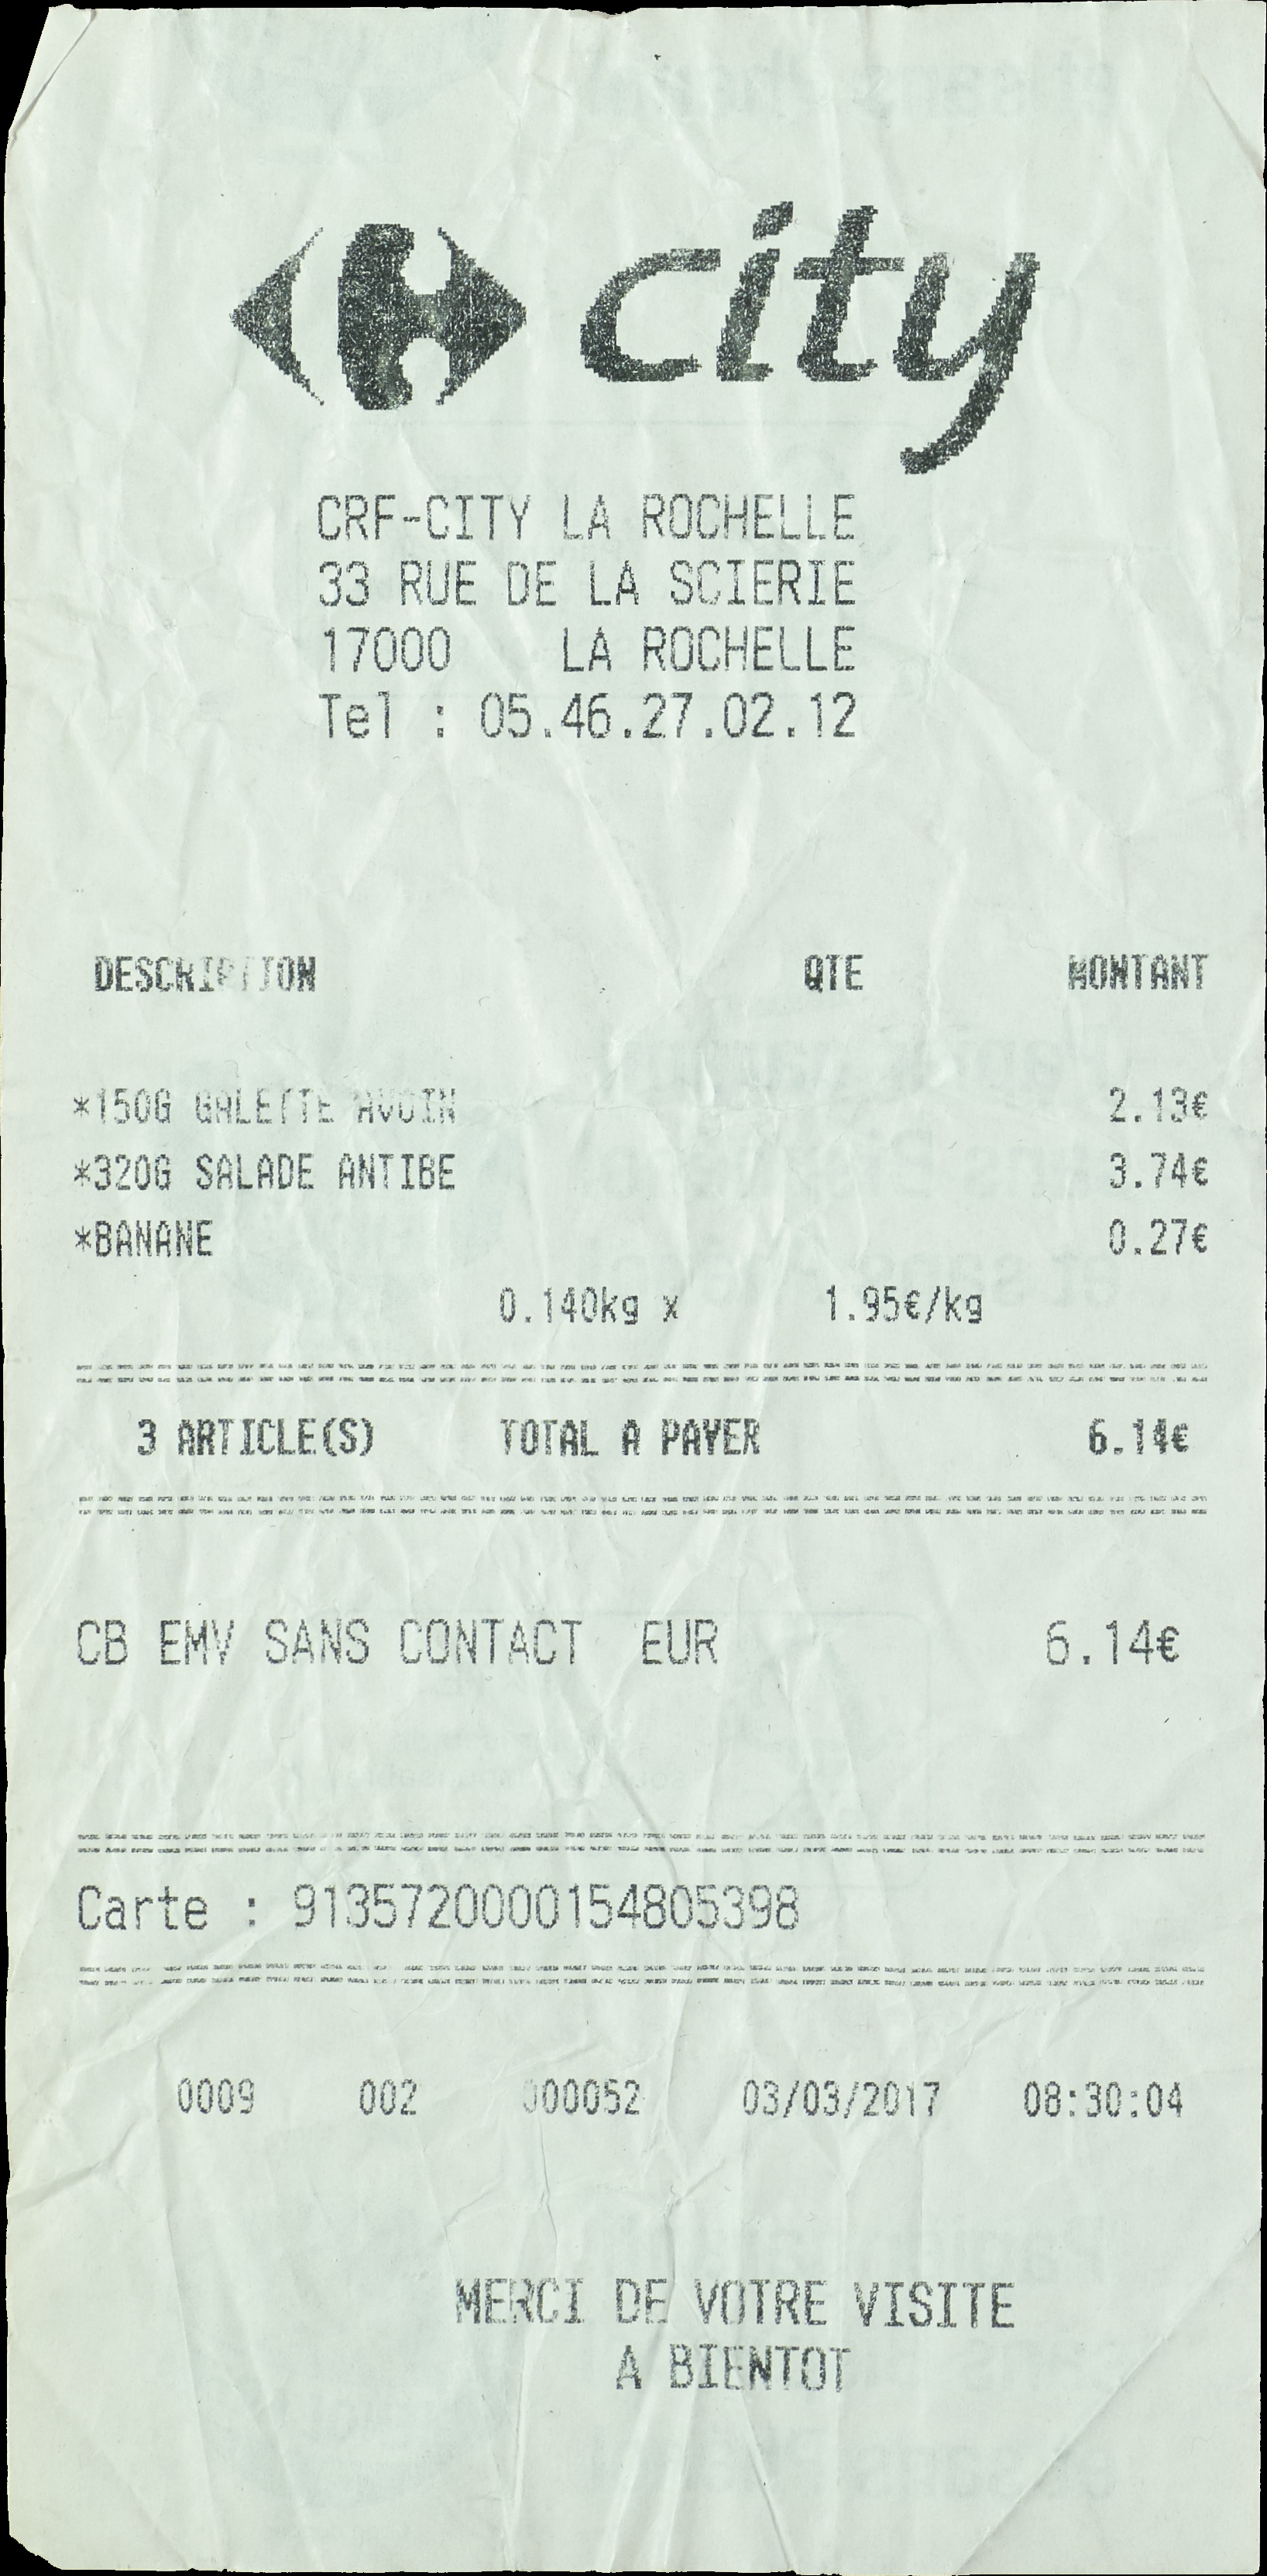 city
CRF-CITY LA ROCHELLE
33 RUE DE LA SCIERIE
17000 LA ROCHELLE
Tel : 05.46.27.02.12
DESCRIPTION QTE MONTANT
*150G GALETTE AVOIN 2.13€
*320G SALADE ANTIBE 3.74€
*BANANE 0.27€
0.140kg x 1.95€/kg
3 ARTICLE(S) TOTAL A PAYER 6.14€
CB EMV SANS CONTACT EUR 6.14€
Carte : 9135720000154805398
0009 002 000052 03/03/2017 08:30:04
MERCI DE VOTRE VISITE
A BIENTOT